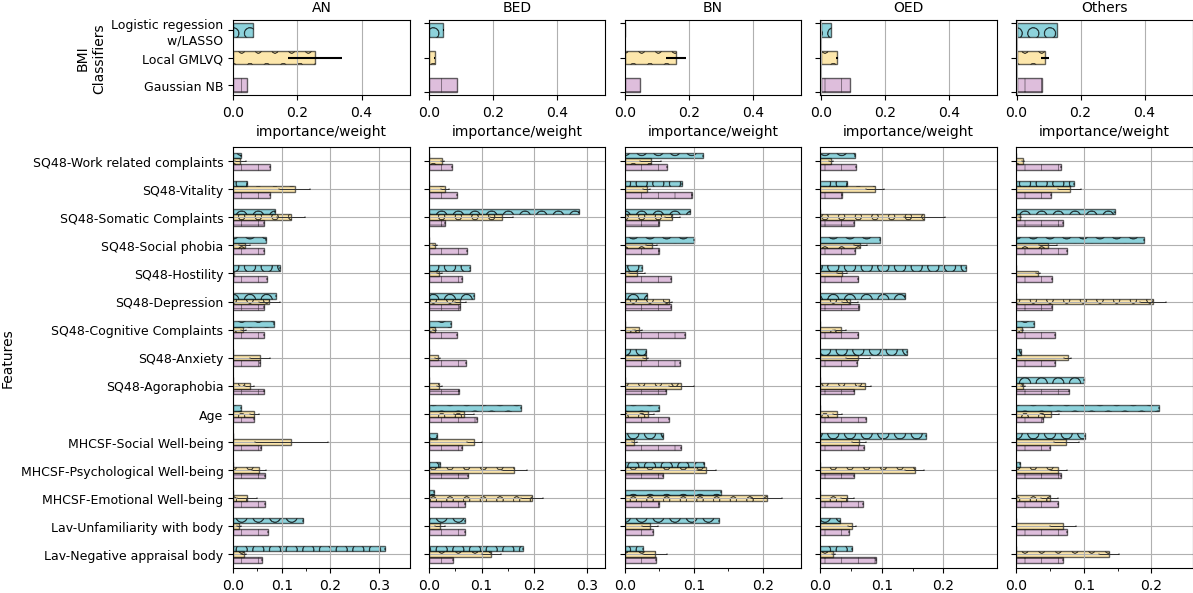 AN BED BN OED Others
BMI
Classifiers
Logistic regession
w/LASSO
Local GMLVQ
Gaussian NB
0.0 0.2 0.4 0.0 0.2 0.4 0.0 0.2 0.4 0.0 0.2 0.4 0.0 0.2 0.4
importance/weight importance/weight importance/weight importance/weight importance/weight
Features
SQ48-Work related complaints
SQ48-Vitality
SQ48-Somatic Complaints
SQ48-Social phobia
SQ48-Hostility
SQ48-Depression
SQ48-Cognitive Complaints
SQ48-Anxiety
SQ48-Agoraphobia
Age
MHCSF-Social Well-being
MHCSF-Psychological Well-being
MHCSF-Emotional Well-being
Lav-Unfamiliarity with body
Lav-Negative appraisal body
0.0 0.1 0.2 0.3 0.0 0.1 0.2 0.3 0.0 0.1 0.2 0.0 0.1 0.2 0.0 0.1 0.2